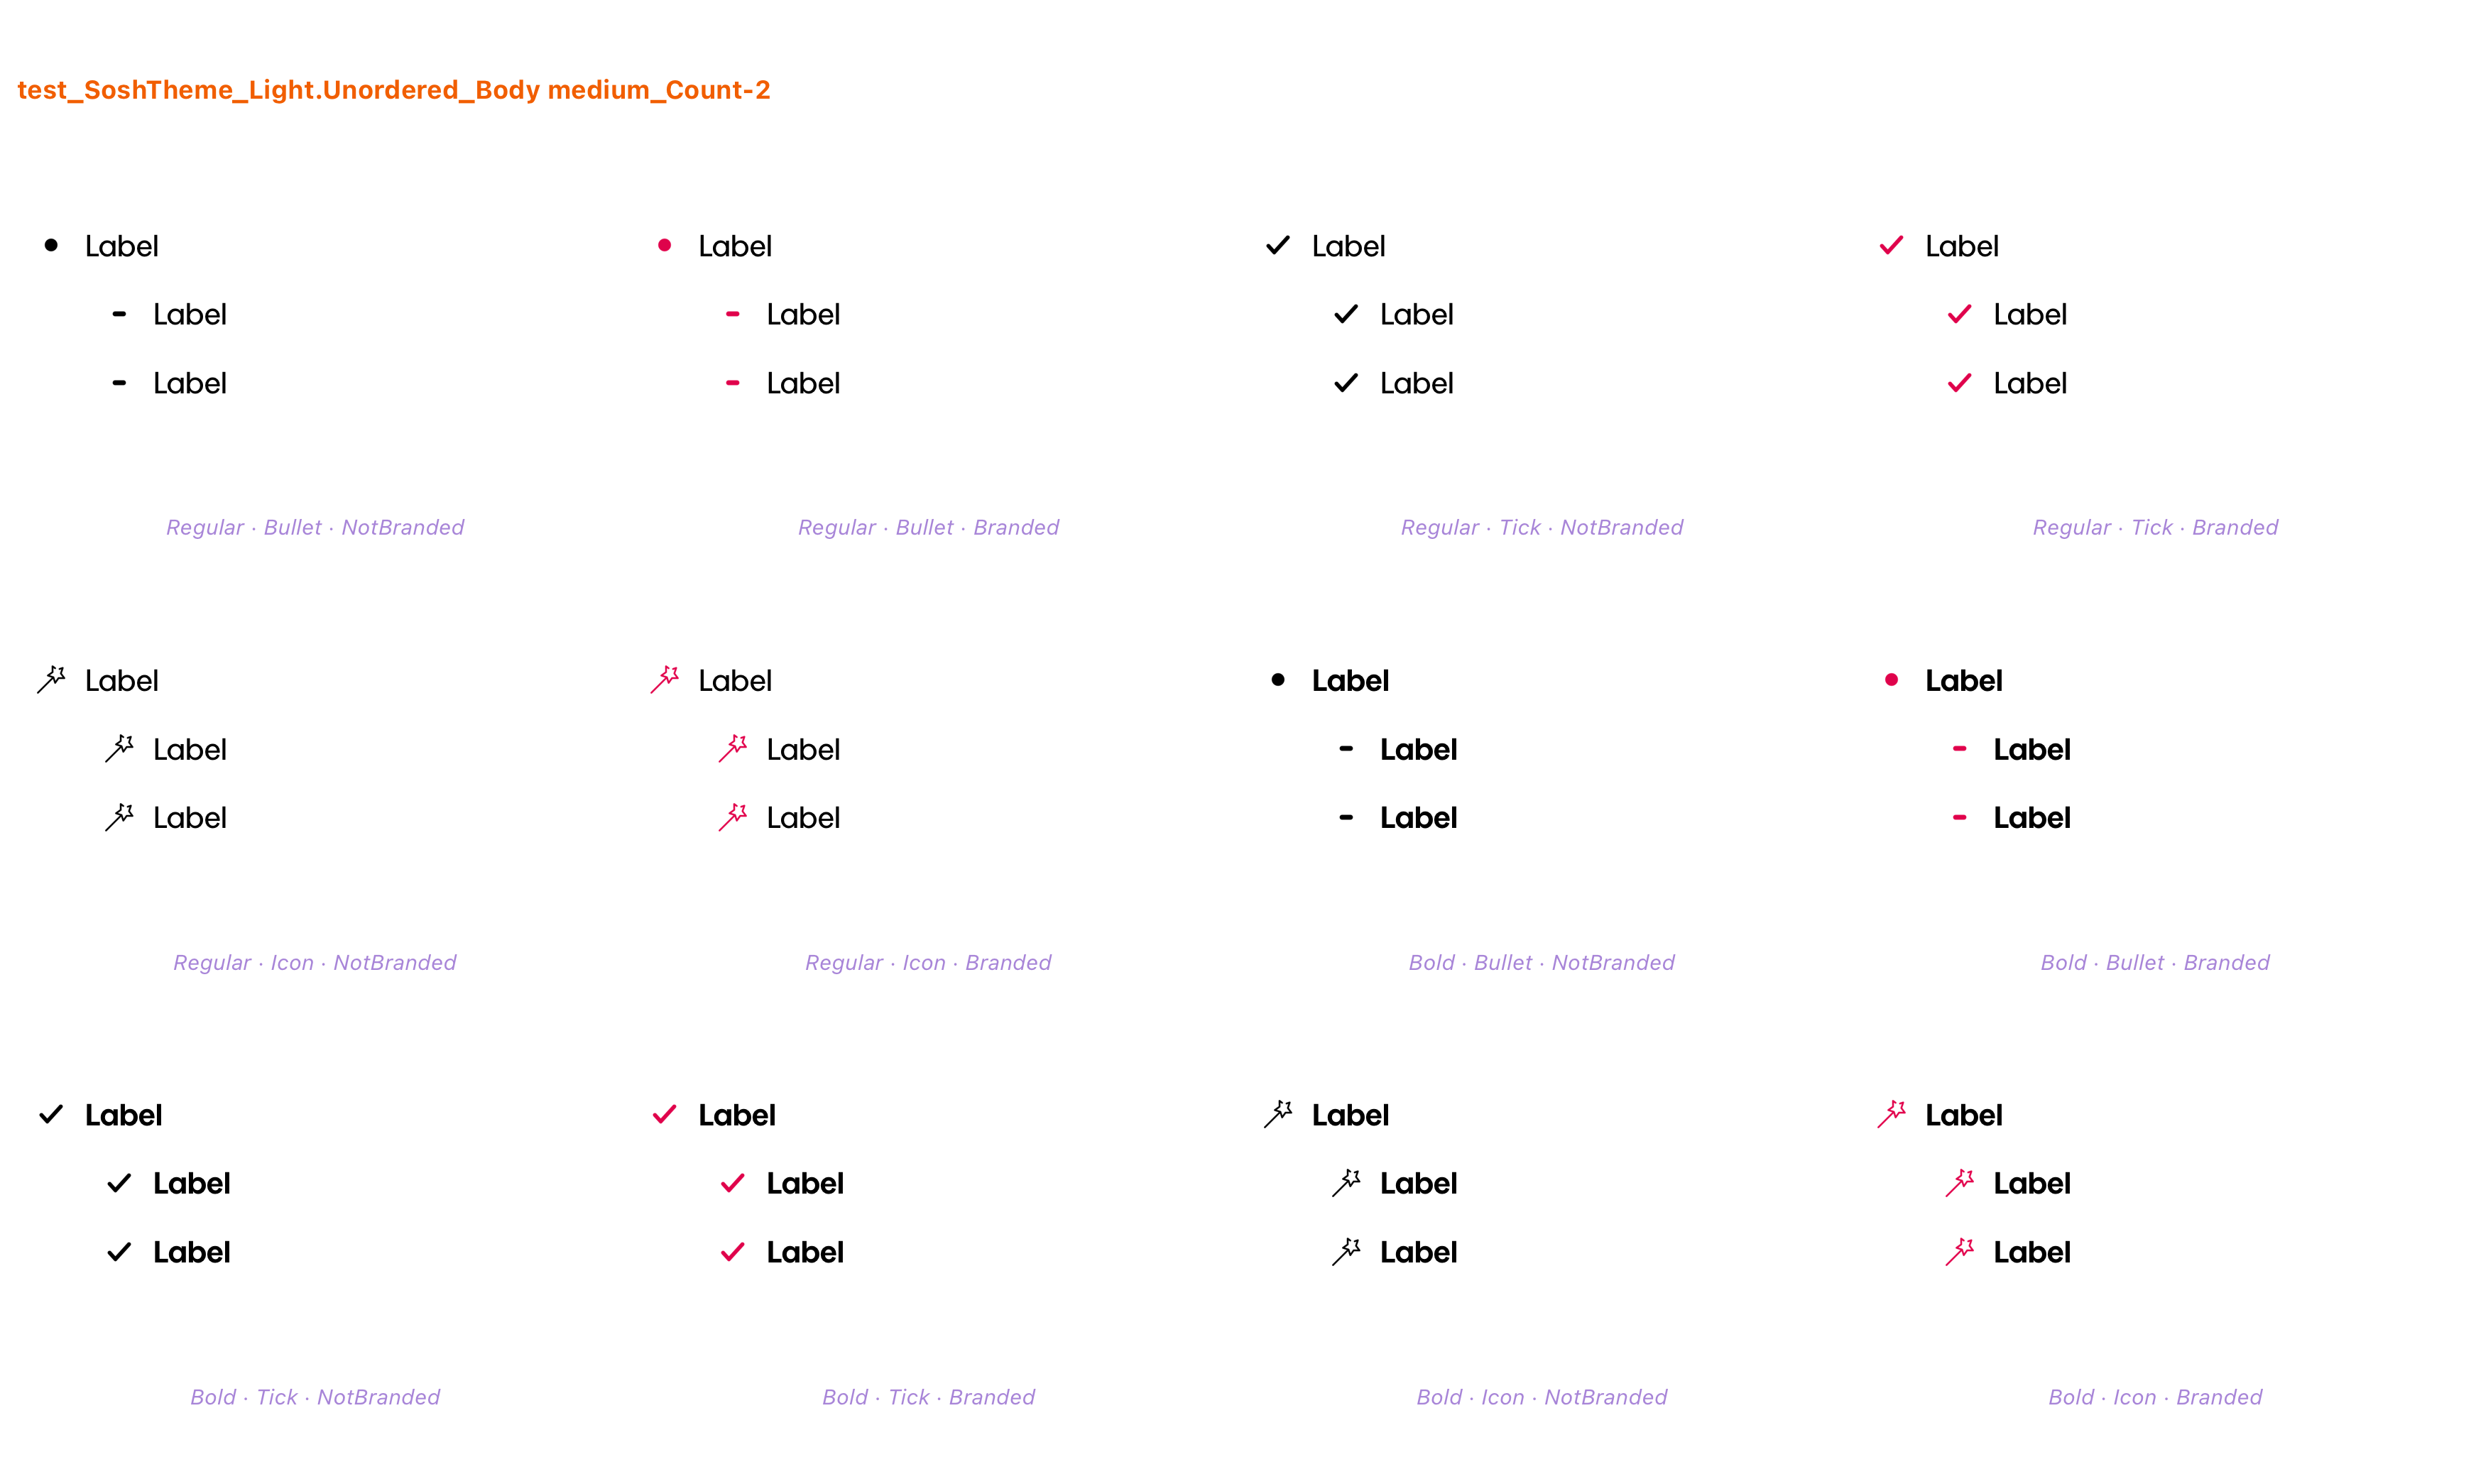 test_SoshTheme_Light.Unordered_Body medium_Count-2
Label
Label
Label
Regular · Bullet · NotBranded
Label
Label
Label
Regular · Bullet · Branded
Label
Label
Label
Regular · Tick · NotBranded
Label
Label
Label
Regular · Tick · Branded
Label
Label
Label
Regular · Icon · NotBranded
Label
Label
Label
Regular · Icon · Branded
Label
Label
Label
Bold · Bullet · NotBranded
Label
Label
Label
Bold · Bullet · Branded
Label
Label
Label
Bold · Tick · NotBranded
Label
Label
Label
Bold · Tick · Branded
Label
Label
Label
Bold · Icon · NotBranded
Label
Label
Label
Bold · Icon · Branded